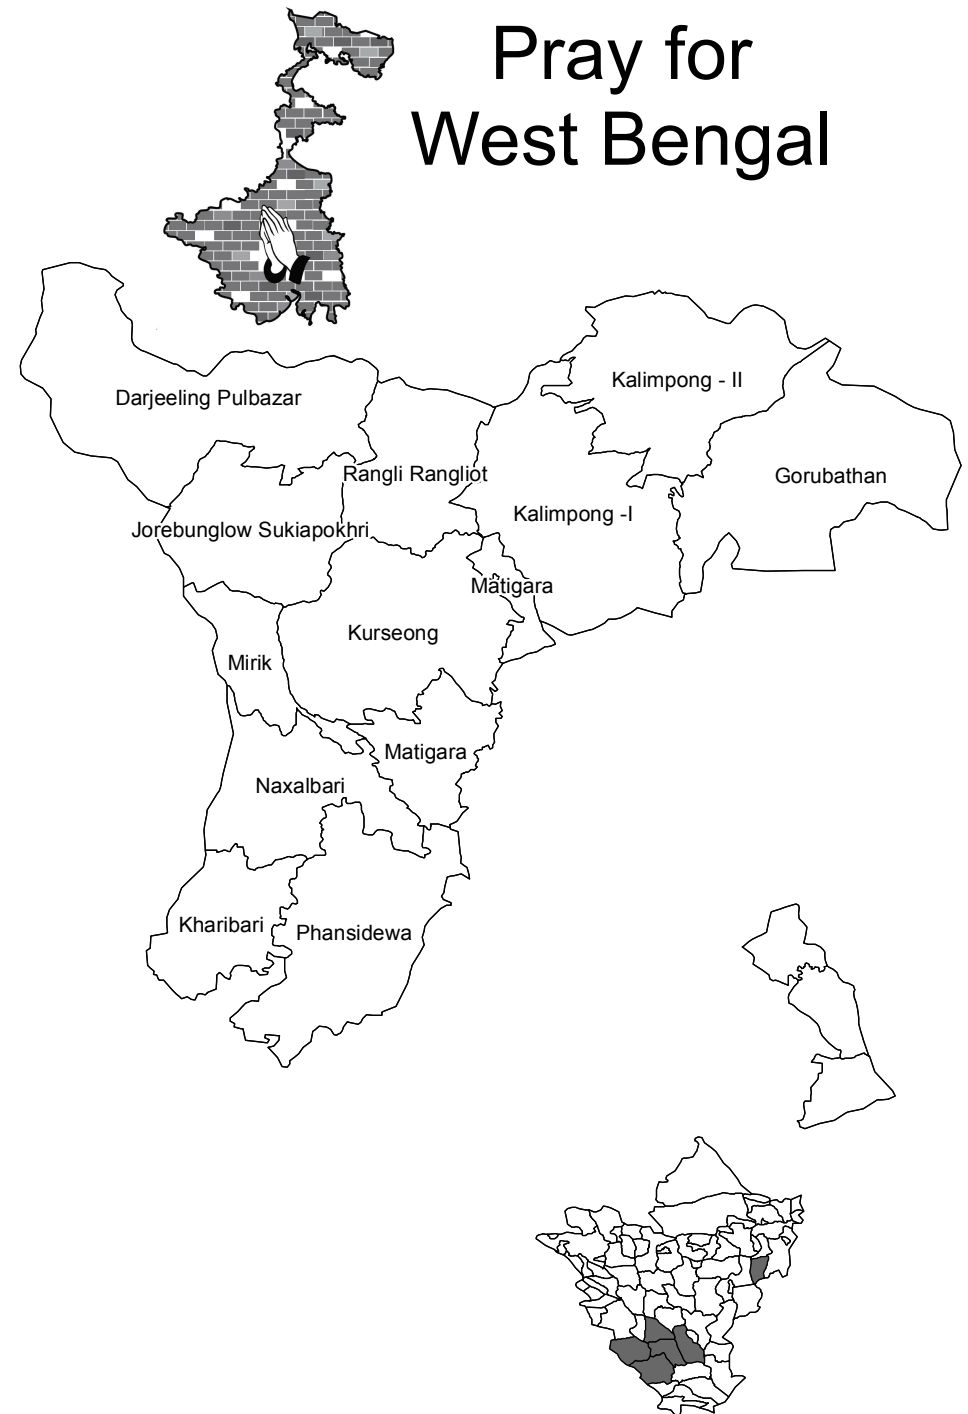 Pray for
West Bengal
Darjeeling Pulbazar
Kalimpong - II
Rangli Rangliot
Gorubathan
Jorebunglow Sukiapokhri
Kalimpong -I
Matigara
Kurseong
Mirik
Matigara
Naxalbari
Kharibari
Phansidewa